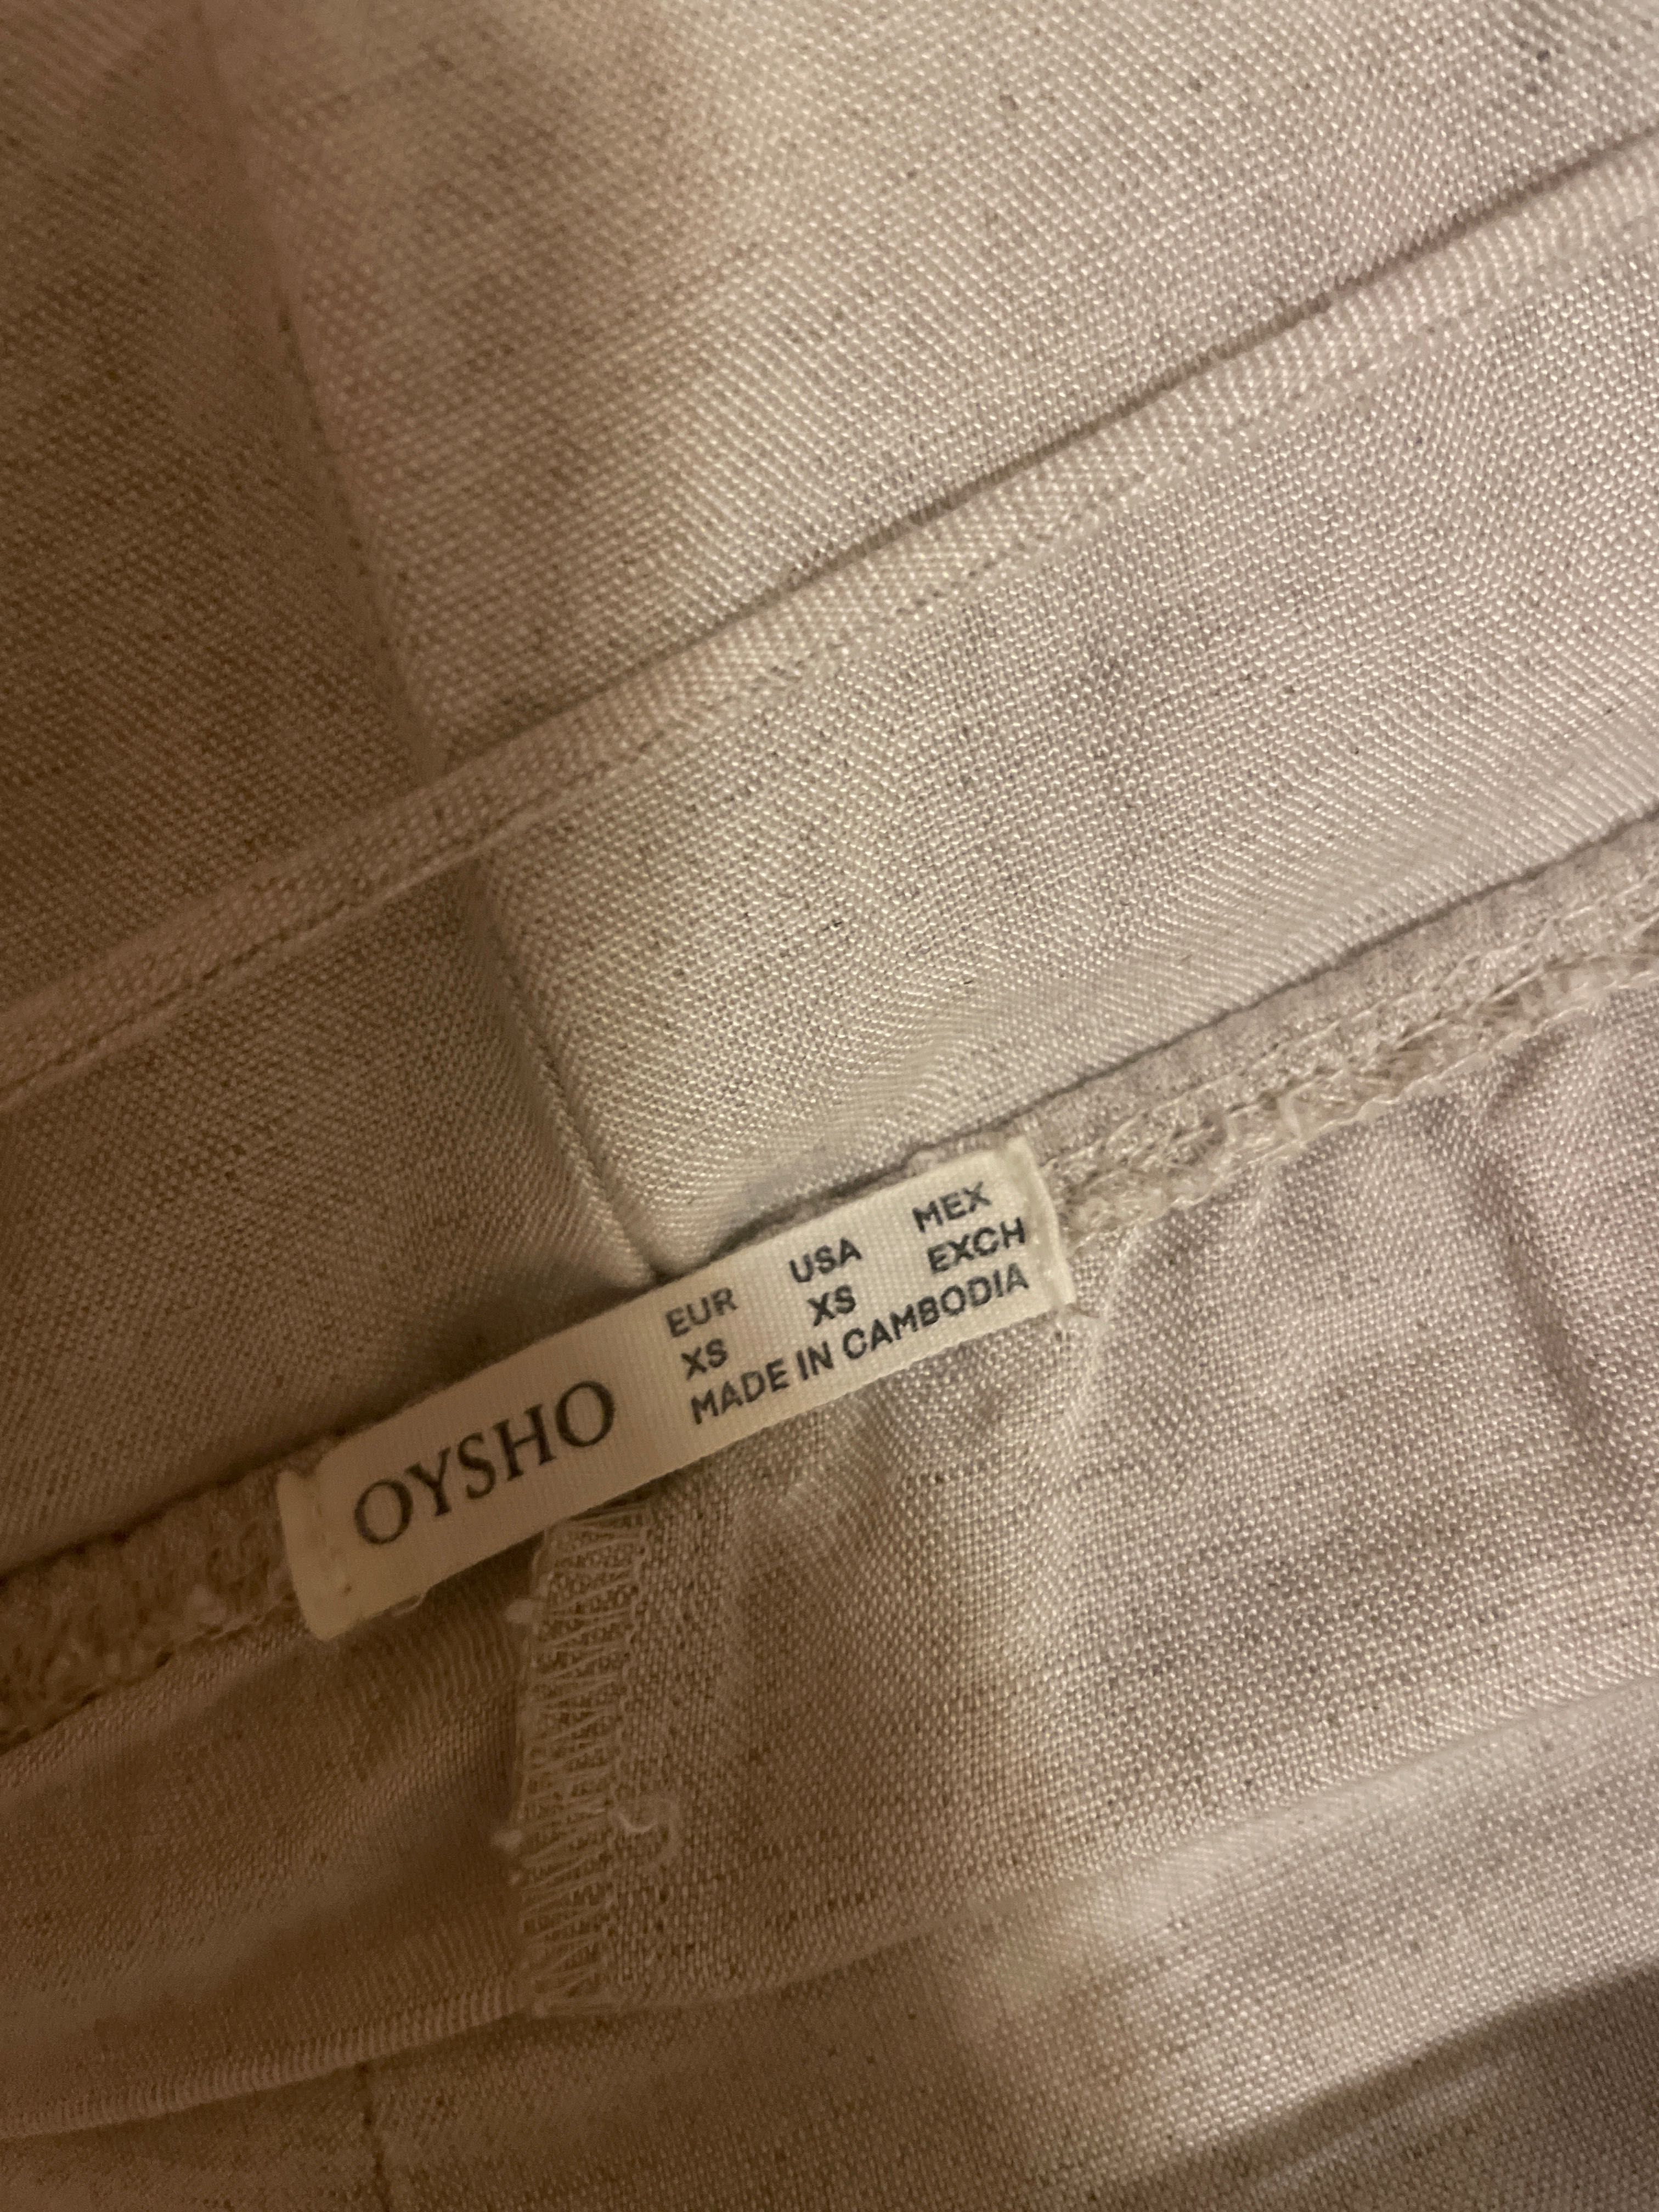 OYSHO
EUR USA MEX
XS XS EXCH
MADE IN CAMBODIA